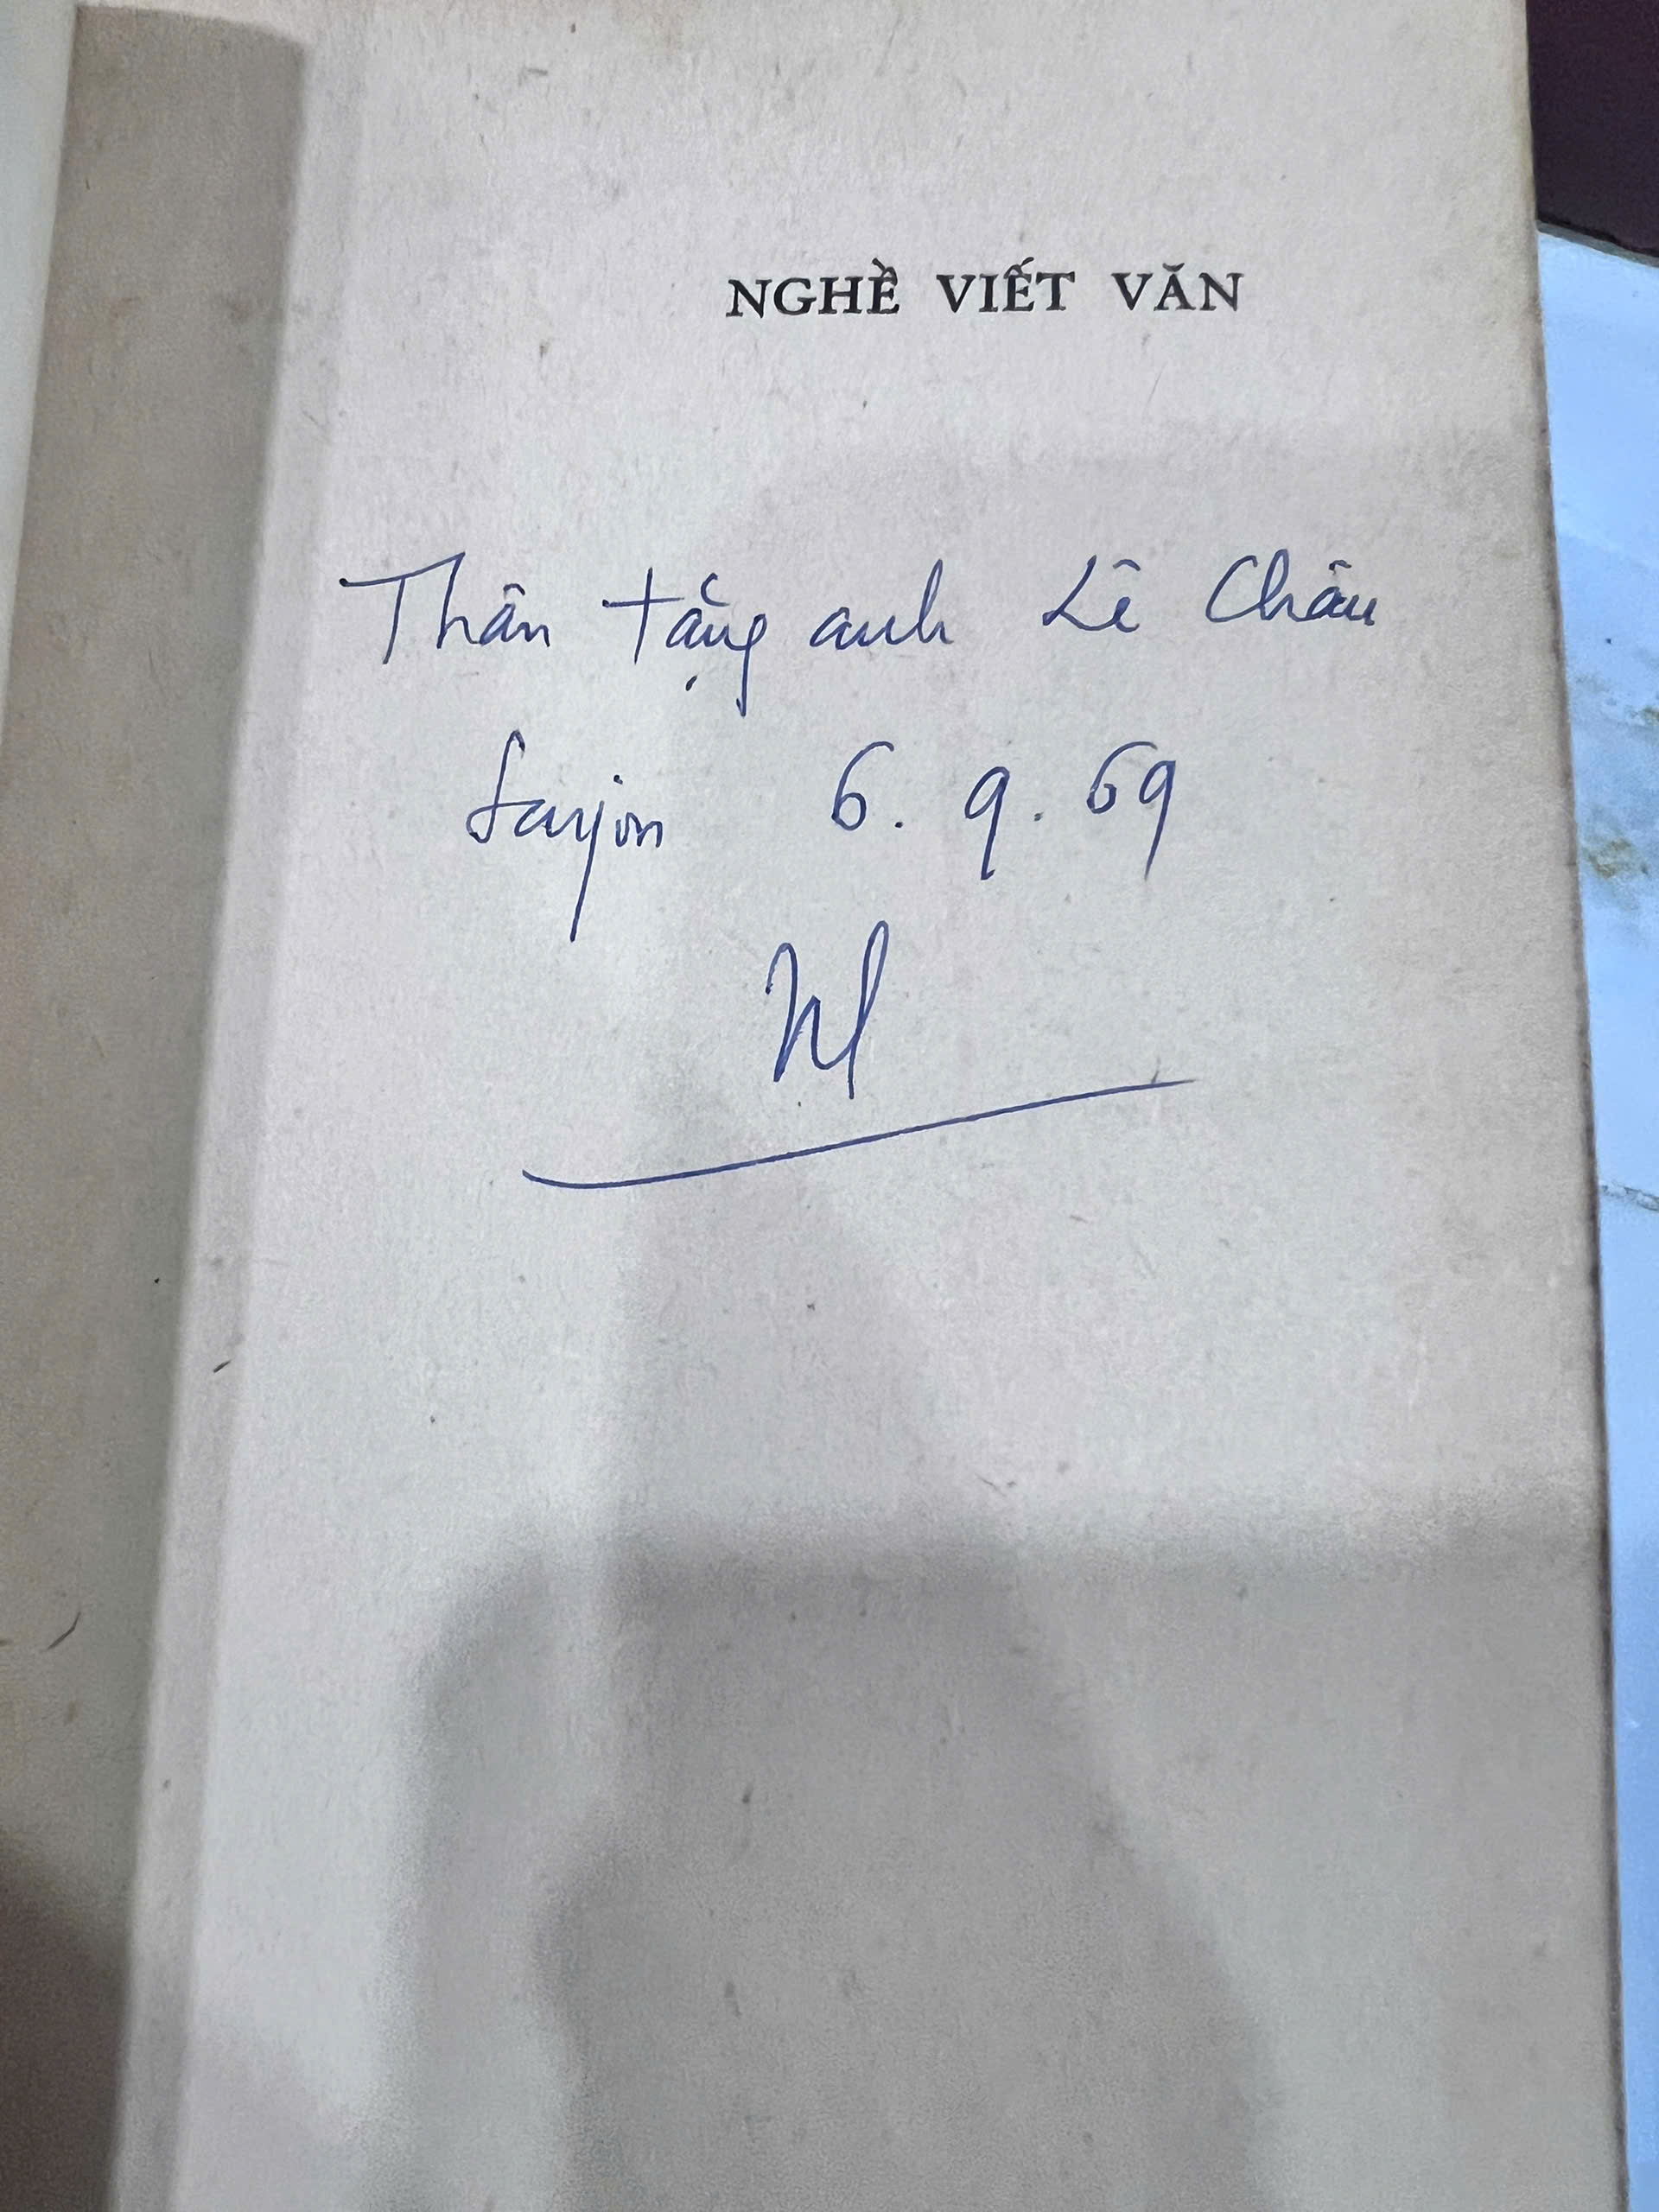 NGHỀ VIẾT VĂN
Thân tặng anh Lê Châu
Saigon 6.9.69